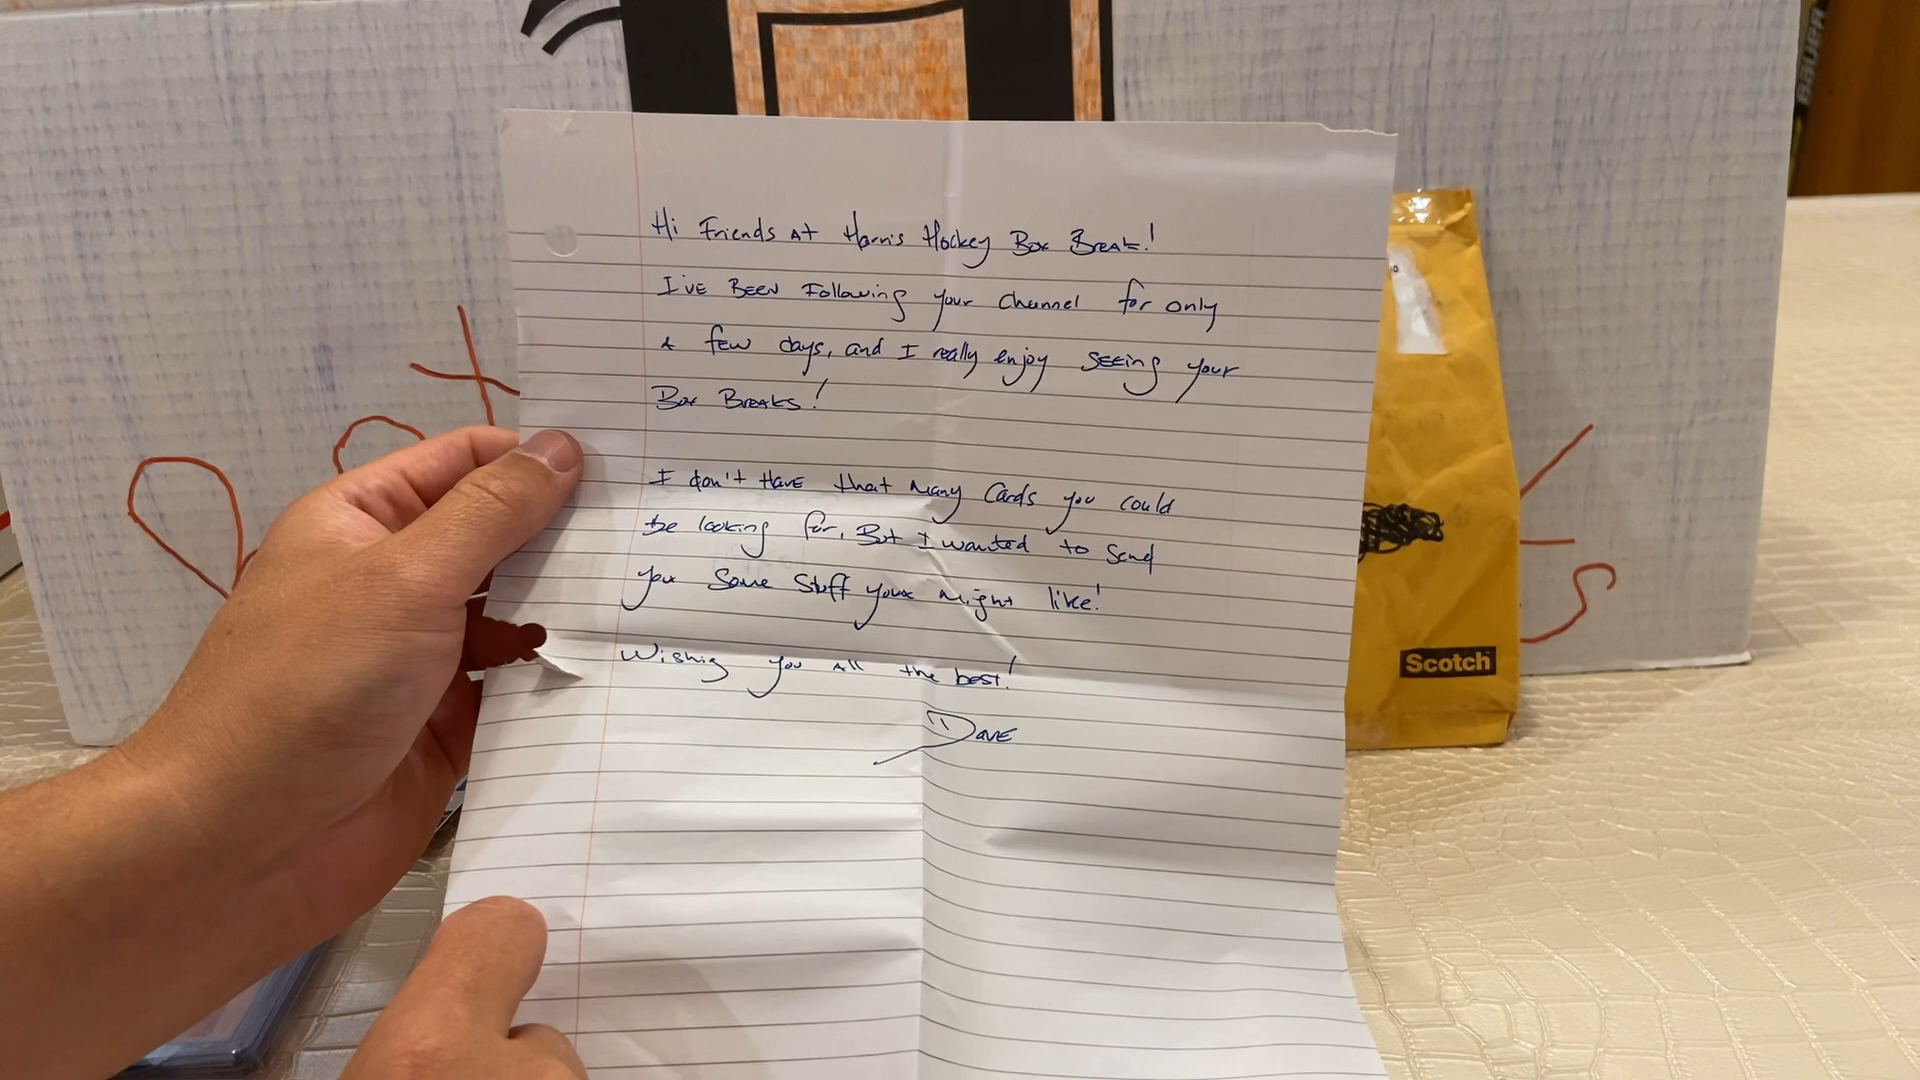 BAUER
Hi Friends At Harris Hockey Box Break!
I've Been Following your Channel for only
a few days, and I really enjoy seeing your
Box Breaks!
I don't Have that many Cards you could
be looking for, But I wanted to send
you some stuff you might like!
Wishig you all the best!
Dave
Scotch